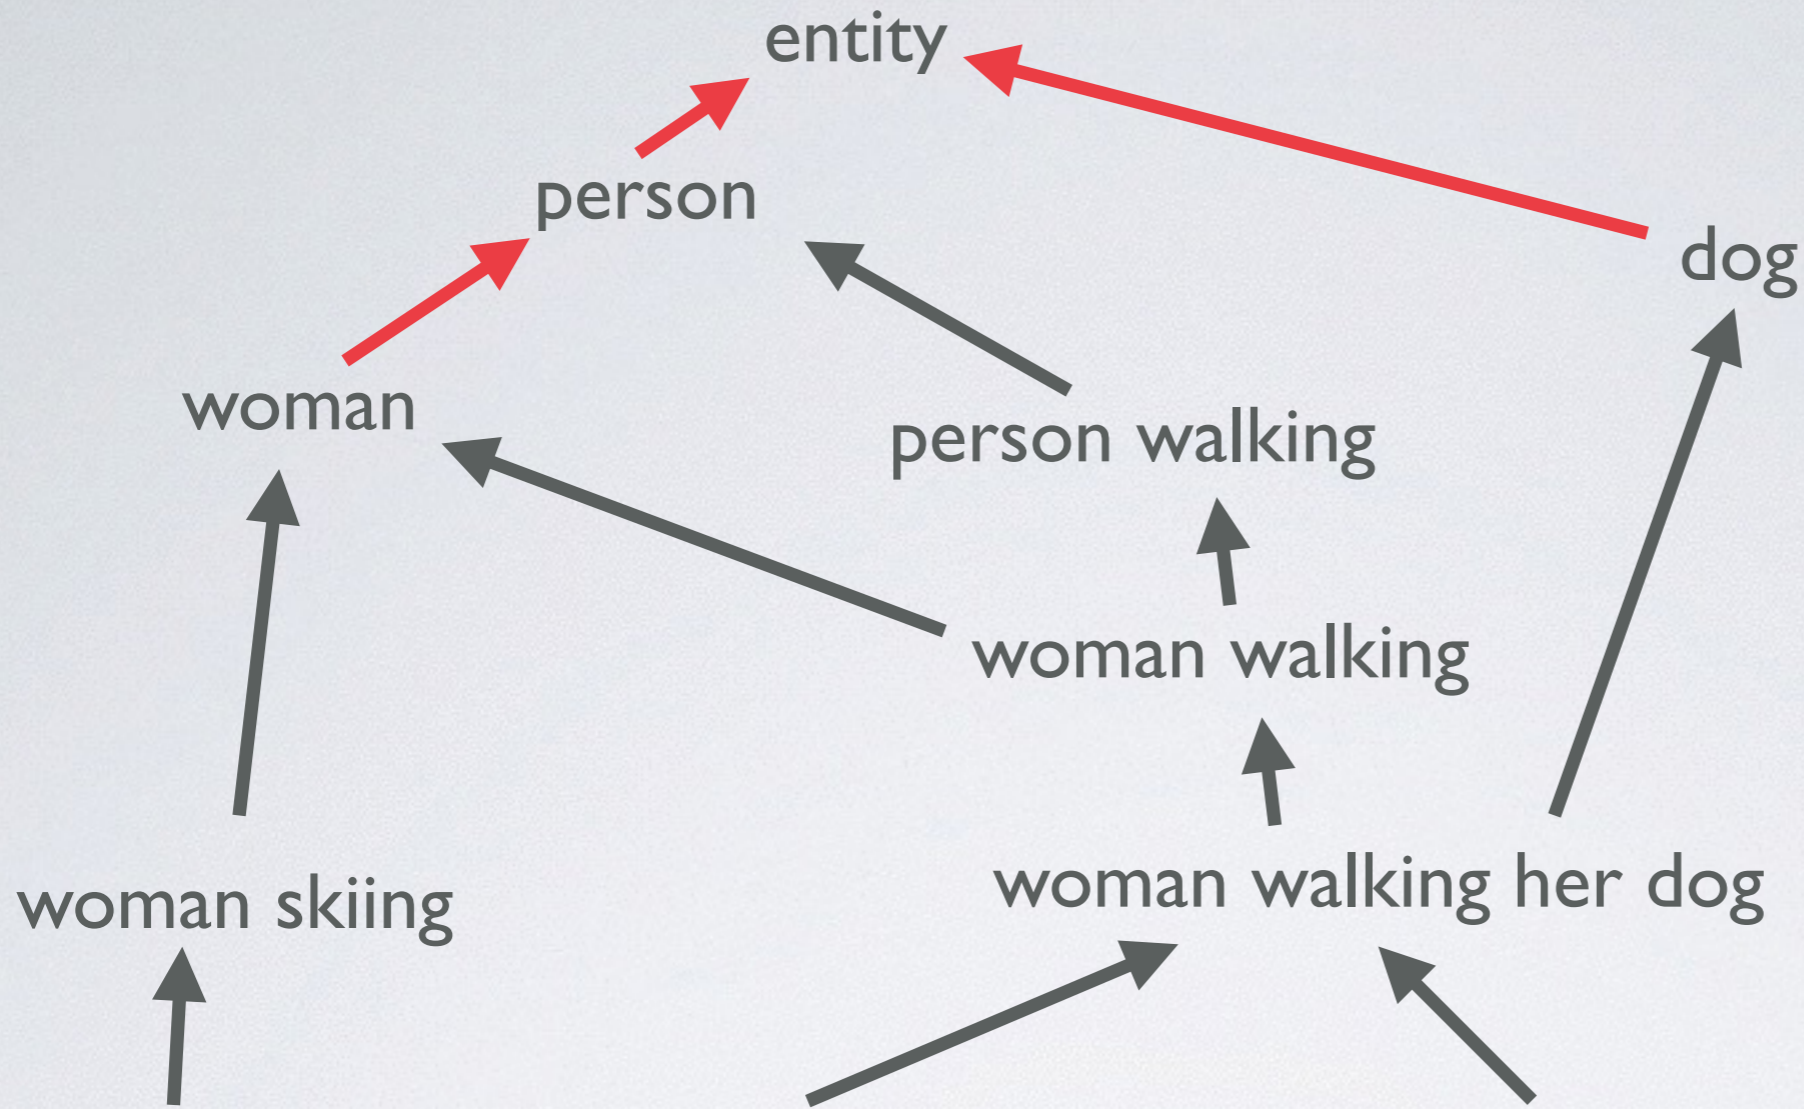 entity
person
dog
woman
person walking
woman walking
woman skiing
woman walking her dog